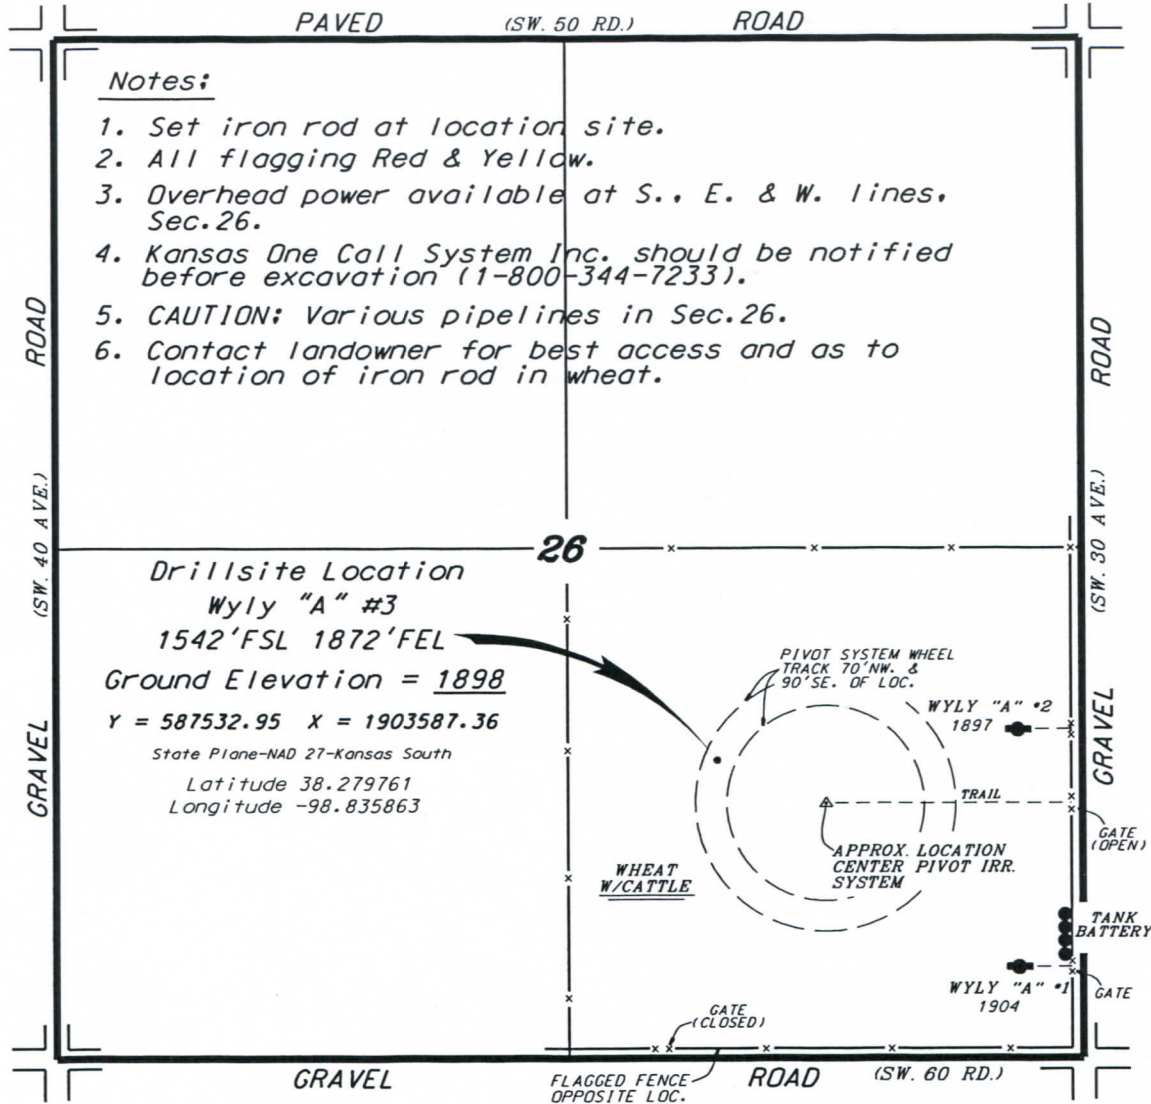 PAVED (SW. 50 RD.) ROAD
Notes:
1. Set iron rod at location site.
2. All flagging Red & Yellow.
3. Overhead power available at S., E. & W. lines,
Sec.26.
4. Kansas One Call System Inc. should be notified
before excavation (1-800-344-7233).
5. CAUTION: Various pipelines in Sec.26.
6. Contact landowner for best access and as to
location of iron rod in wheat.
ROAD
(SW. 40 AVE.)
GRAVEL
ROAD
(SW. 30 AVE.)
GRAVEL
26
Drillsite Location
Wyly "A" #3
1542'FSL 1872'FEL
Ground Elevation = 1898
Y = 587532.95 X = 1903587.36
State Plane-NAD 27-Kansas South
Latitude 38.279761
Longitude -98.835863
PIVOT SYSTEM WHEEL
TRACK 70'NW. &
90'SE. OF LOC.
WYLY "A" #2
1897
TRAIL
GATE
(OPEN)
APPROX. LOCATION
CENTER PIVOT IRR.
SYSTEM
WHEAT
W/CATTLE
TANK
BATTERY
WYLY "A" #1
1904
GATE
GATE
(CLOSED)
GRAVEL ROAD (SW. 60 RD.)
FLAGGED FENCE
OPPOSITE LOC.